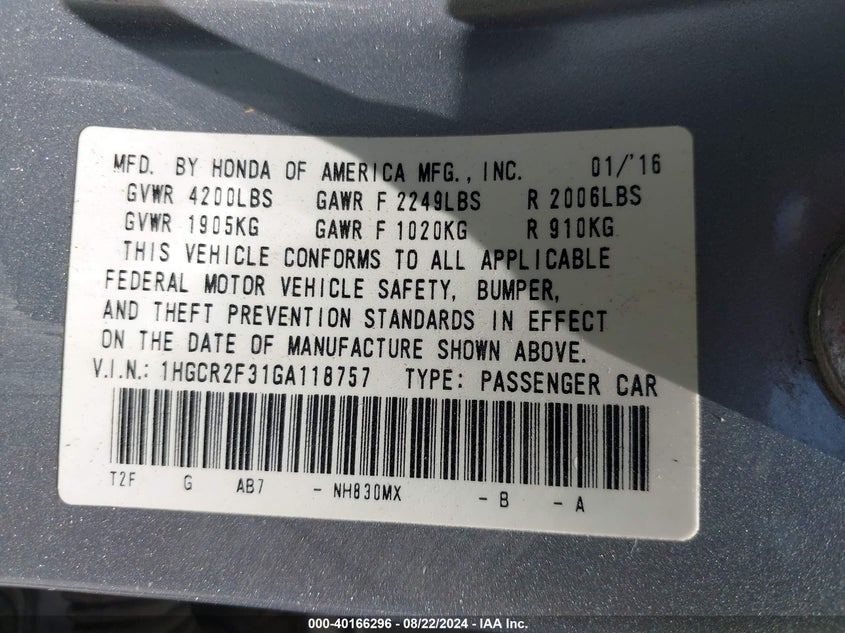 MFD. BY HONDA OF AMERICA MFG., INC. 01/'16
GVWR 4200LBS GAWR F 2249LBS R 2006LBS
GVWR 1905KG GAWR F 1020KG R 910KG
THIS VEHICLE CONFORMS TO ALL APPLICABLE
FEDERAL MOTOR VEHICLE SAFETY, BUMPER,
AND THEFT PREVENTION STANDARDS IN EFFECT
ON THE DATE OF MANUFACTURE SHOWN ABOVE.
V.I.N.: 1HGCR2F31GA118757 TYPE: PASSENGER CAR
T2F G AB7 - NH830MX - B - A
000-40166296 - 08/22/2024 - IAA Inc.